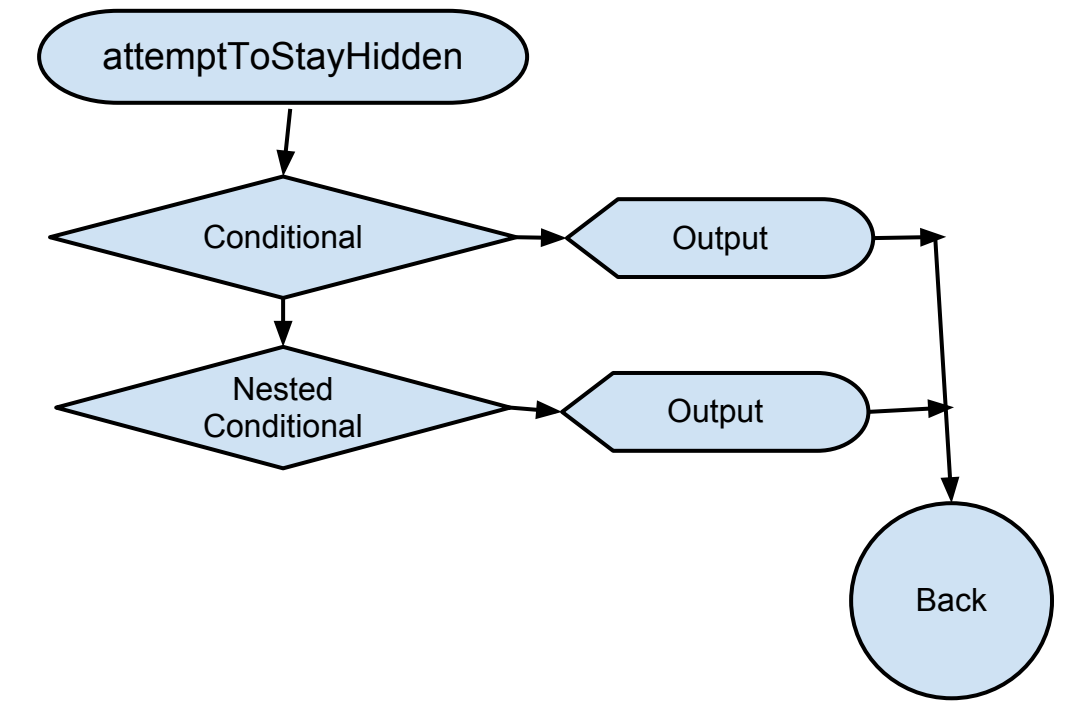 attemptToStayHidden
Conditional
Output
Nested
Conditional
Output
Back